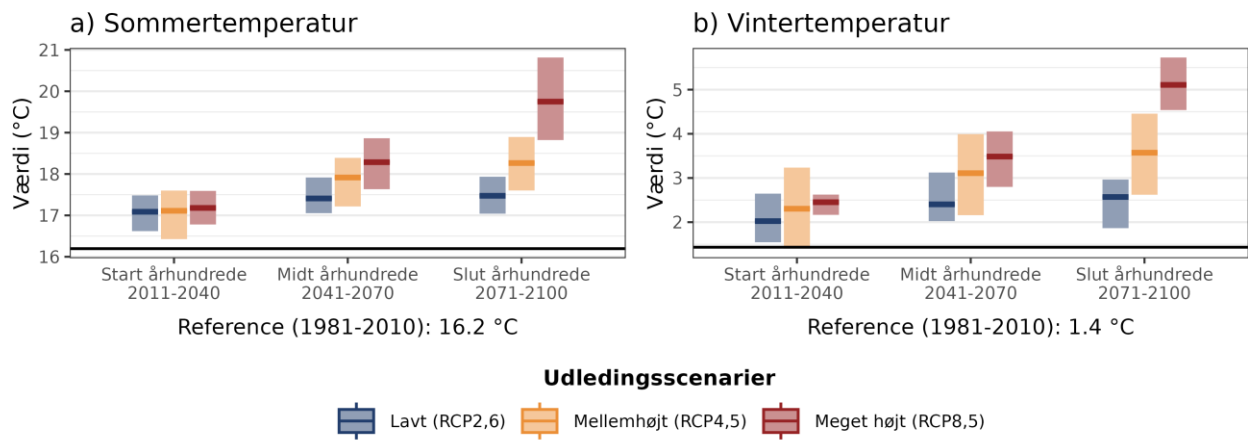 a) Sommertemperatur
Værdi (°C)
21
20
19
18
17
16
Start århundrede
2011-2040
Midt århundrede
2041-2070
Slut århundrede
2071-2100
Reference (1981-2010): 16.2 °C
b) Vintertemperatur
Værdi (°C)
5
4
3
2
Start århundrede
2011-2040
Midt århundrede
2041-2070
Slut århundrede
2071-2100
Reference (1981-2010): 1.4 °C
Udledingsscenarier
Lavt (RCP2,6)
Mellemhøjt (RCP4,5)
Meget højt (RCP8,5)